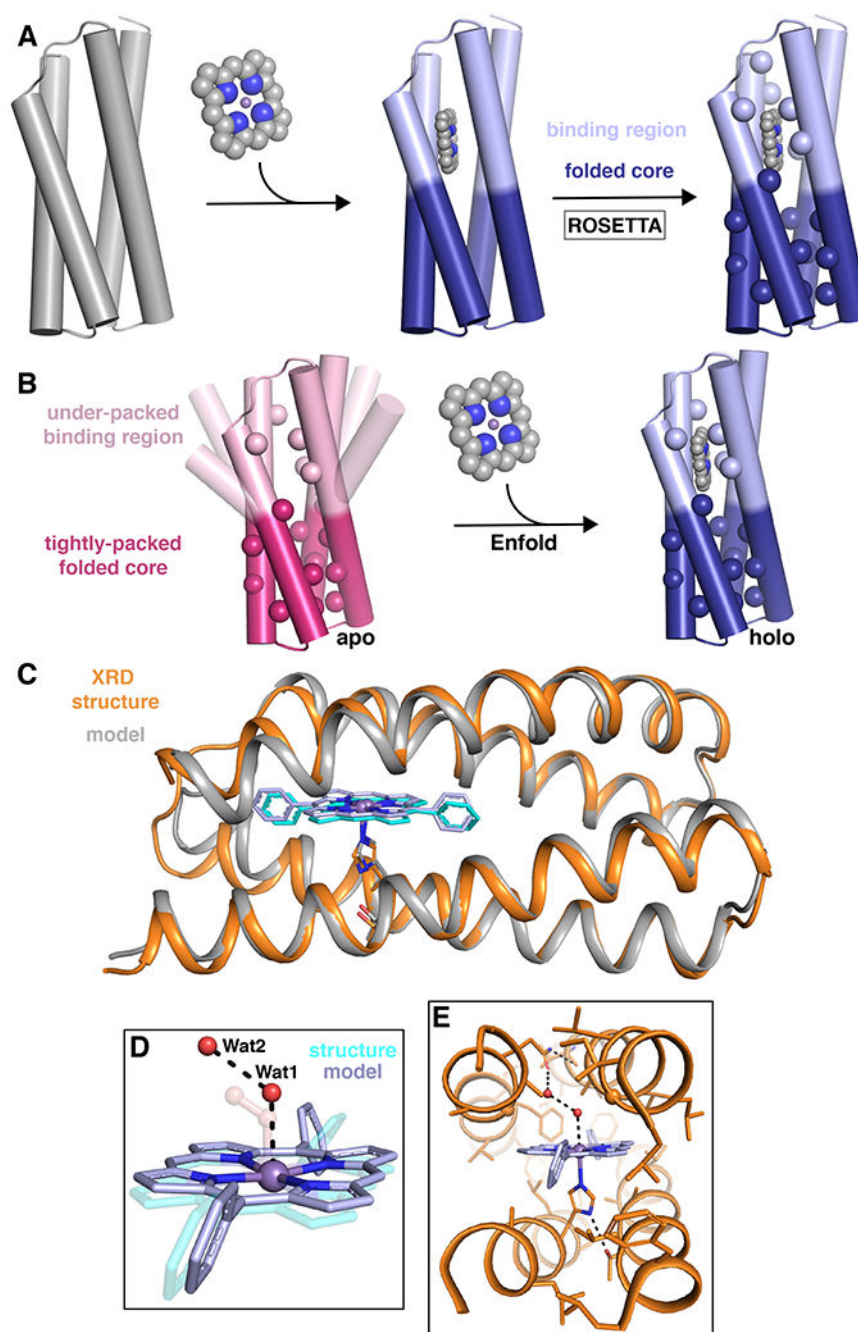 A
binding region
folded core
ROSETTA
B
under-packed
binding region
tightly-packed
folded core
apo
Enfold
holo
C
XRD
structure
model
D
Wat2
Wat1
structure
model
E